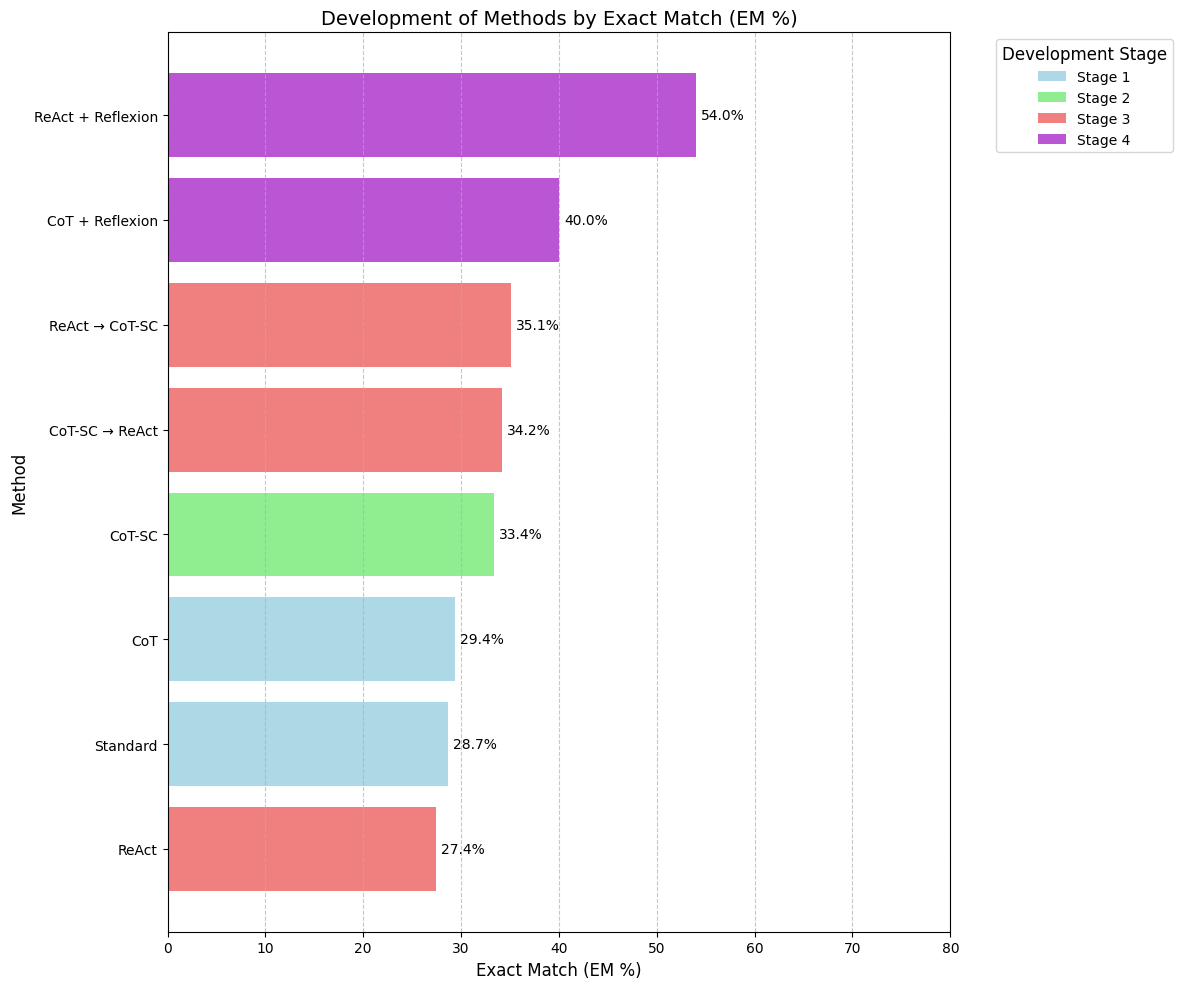 Development of Methods by Exact Match (EM %)
Development Stage
Stage 1
Stage 2
Stage 3
Stage 4
Method
ReAct + Reflexion
54.0%
CoT + Reflexion
40.0%
ReAct → CoT-SC
35.1%
CoT-SC → ReAct
34.2%
CoT-SC
33.4%
CoT
29.4%
Standard
28.7%
ReAct
27.4%
0 10 20 30 40 50 60 70 80
Exact Match (EM %)